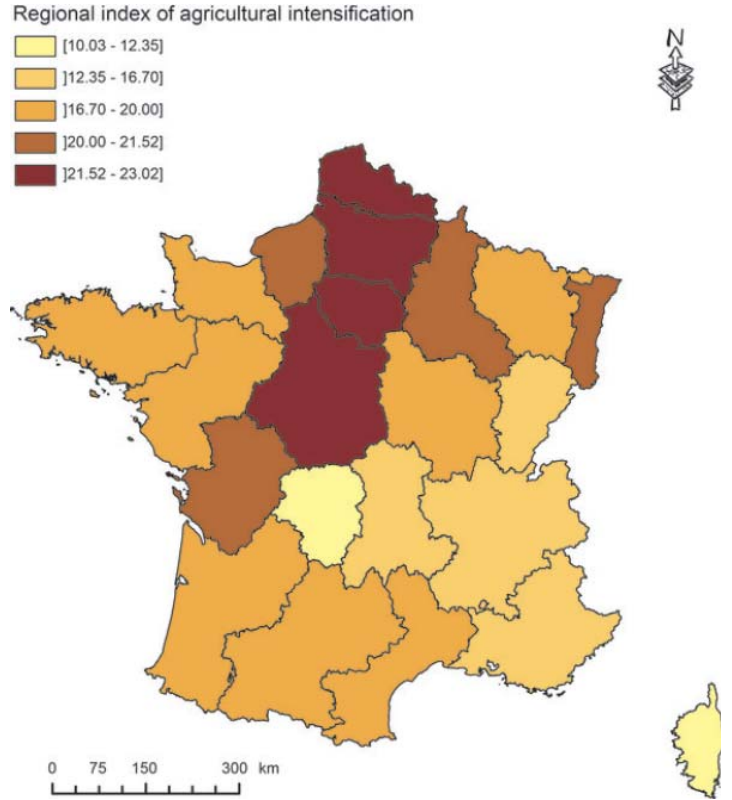 Regional index of agricultural intensification
[10.03 - 12.35]
]12.35 - 16.70]
]16.70 - 20.00]
]20.00 - 21.52]
]21.52 - 23.02]
N
0 75 150 300 km